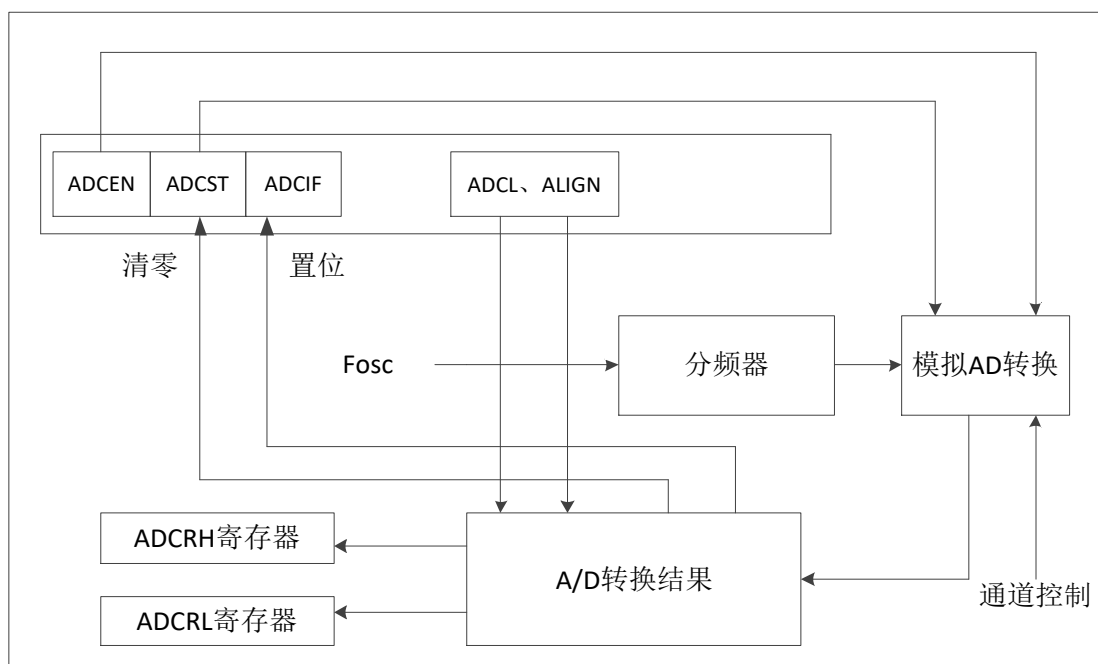 ADCEN
ADCST
ADCIF
ADCL、ALIGN
清零
置位
Fosc
分频器
模拟AD转换
ADCRH寄存器
A/D转换结果
ADCRL寄存器
通道控制